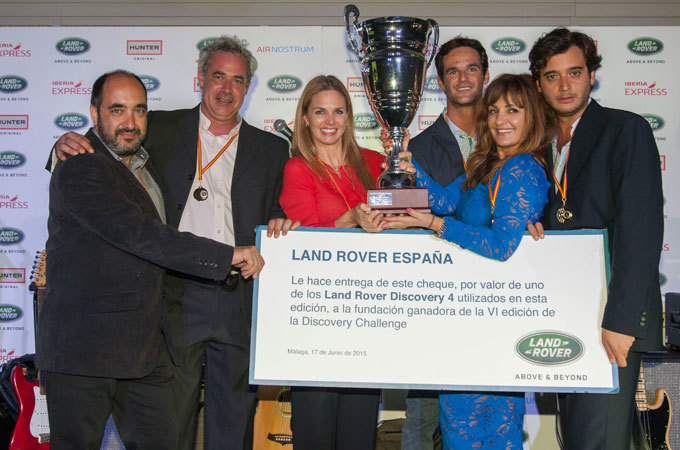 IBERIA
EXPRESS
LAND ROVER
ABOVE & BEYOND
HUNTER
ORIGINAL
AIRNOSTRUM
LAND ROVER ESPAÑA
Le hace entrega de este cheque, por valor de uno
de los Land Rover Discovery 4 utilizados en esta
edición, a la fundación ganadora de la VI edición de
la Discovery Challenge
Málaga, 17 de Junio de 2015
LAND
ROVER
ABOVE & BEYOND